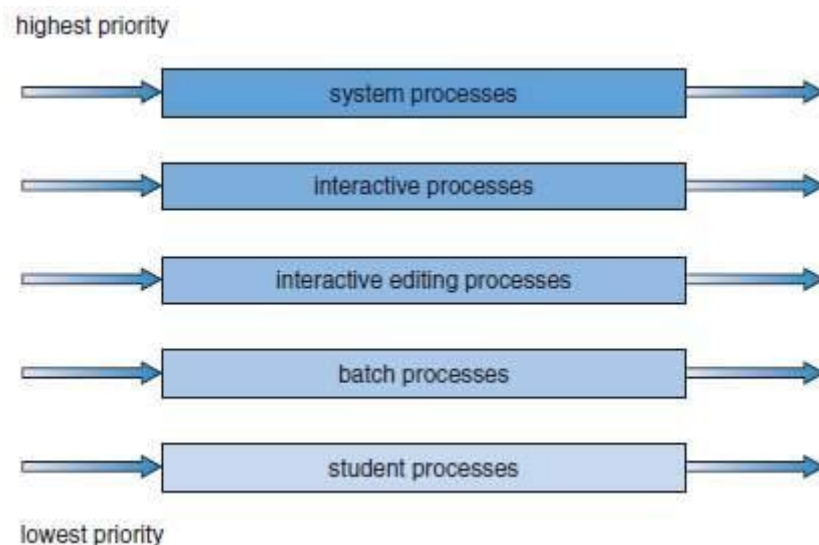 highest priority
system processes
interactive processes
interactive editing processes
batch processes
student processes
lowest priority